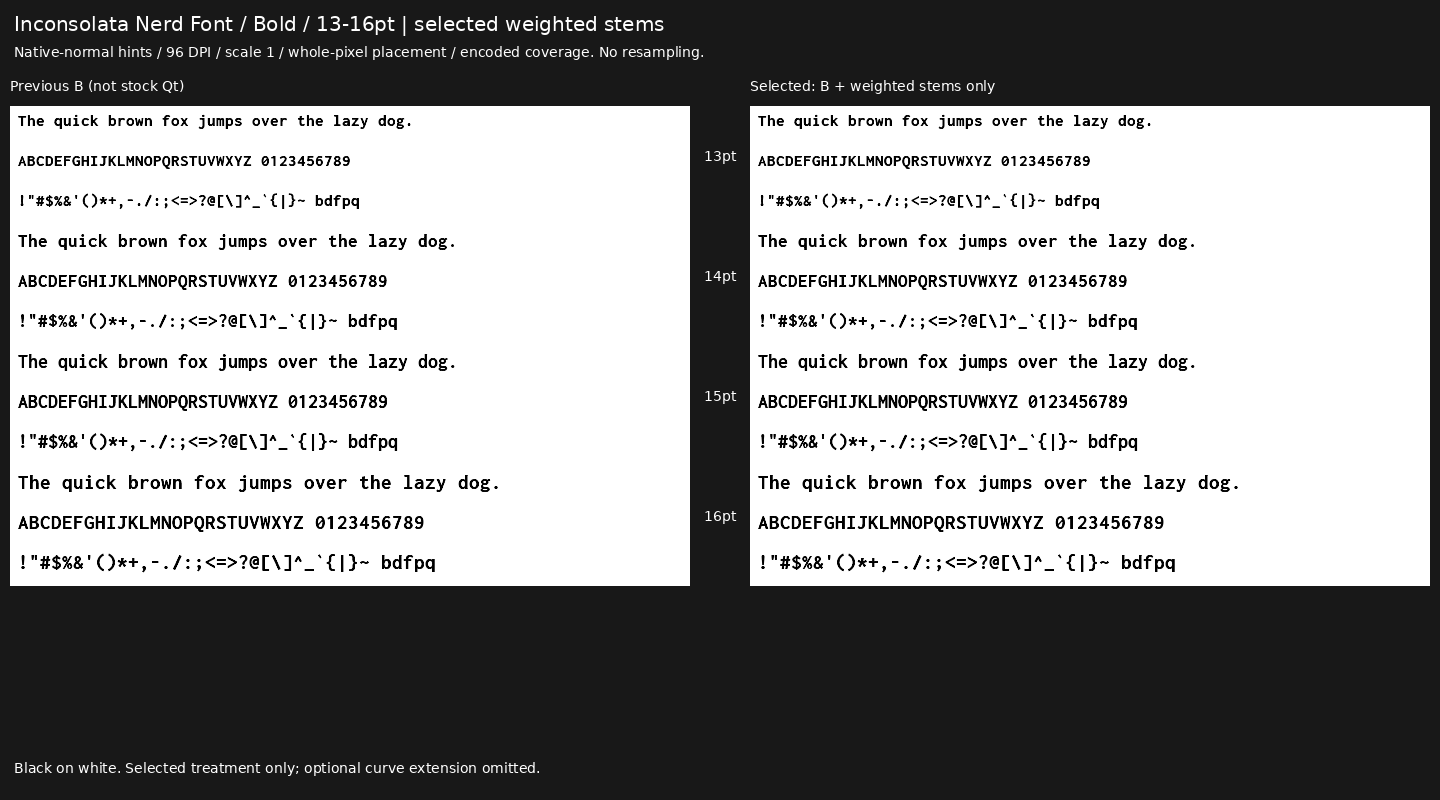 Inconsolata Nerd Font / Bold / 13-16pt | selected weighted stems
Native-normal hints / 96 DPI / scale 1 / whole-pixel placement / encoded coverage. No resampling.
Previous B (not stock Qt)
The quick brown fox jumps over the lazy dog.
ABCDEFGHIJKLMNOPQRSTUVWXYZ 0123456789
!"#$%&'()*+,-./:;<=>?@[\]^_`{|}~ bdfpq
The quick brown fox jumps over the lazy dog.
ABCDEFGHIJKLMNOPQRSTUVWXYZ 0123456789
!"#$%&'()*+,-./:;<=>?@[\]^_`{|}~ bdfpq
The quick brown fox jumps over the lazy dog.
ABCDEFGHIJKLMNOPQRSTUVWXYZ 0123456789
!"#$%&'()*+,-./:;<=>?@[\]^_`{|}~ bdfpq
The quick brown fox jumps over the lazy dog.
ABCDEFGHIJKLMNOPQRSTUVWXYZ 0123456789
!"#$%&'()*+,-./:;<=>?@[\]^_`{|}~ bdfpq
13pt
14pt
15pt
16pt
Selected: B + weighted stems only
The quick brown fox jumps over the lazy dog.
ABCDEFGHIJKLMNOPQRSTUVWXYZ 0123456789
!"#$%&'()*+,-./:;<=>?@[\]^_`{|}~ bdfpq
The quick brown fox jumps over the lazy dog.
ABCDEFGHIJKLMNOPQRSTUVWXYZ 0123456789
!"#$%&'()*+,-./:;<=>?@[\]^_`{|}~ bdfpq
The quick brown fox jumps over the lazy dog.
ABCDEFGHIJKLMNOPQRSTUVWXYZ 0123456789
!"#$%&'()*+,-./:;<=>?@[\]^_`{|}~ bdfpq
The quick brown fox jumps over the lazy dog.
ABCDEFGHIJKLMNOPQRSTUVWXYZ 0123456789
!"#$%&'()*+,-./:;<=>?@[\]^_`{|}~ bdfpq
Black on white. Selected treatment only; optional curve extension omitted.